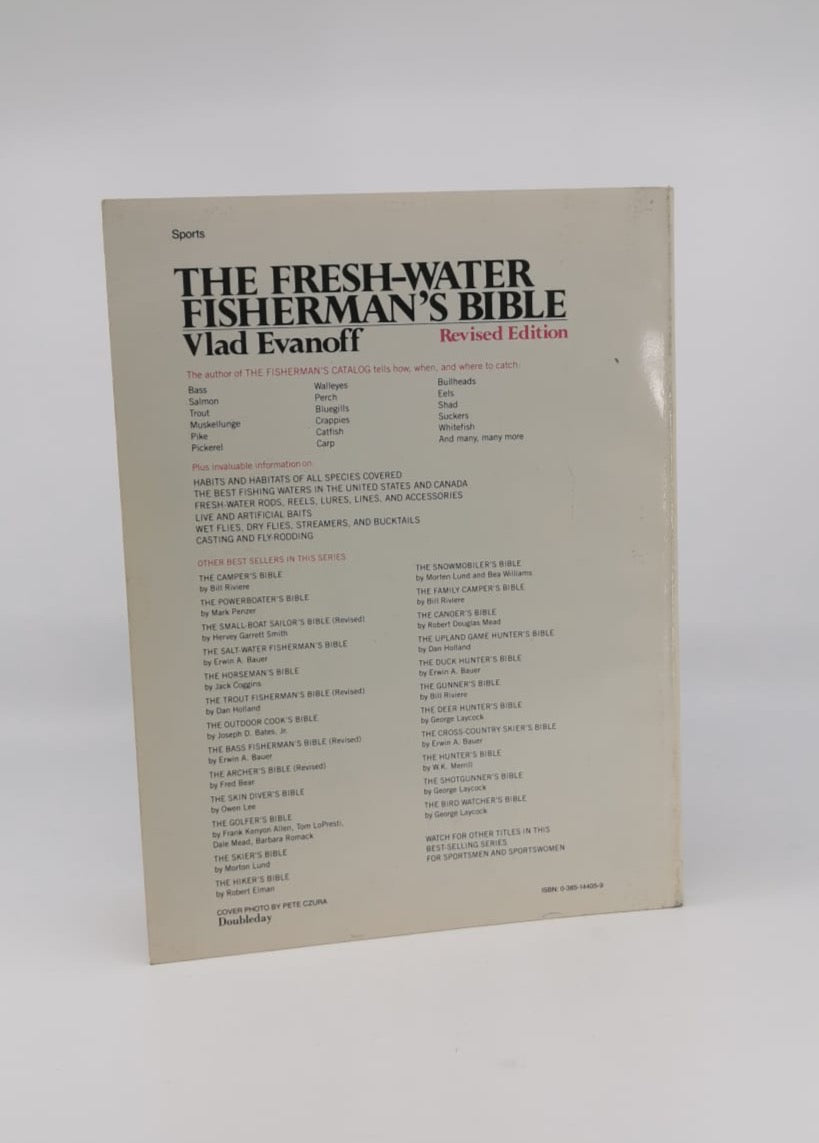 Sports
THE FRESH-WATER
FISHERMAN'S BIBLE
Vlad Evanoff
Revised Edition
The author of THE FISHERMAN'S CATALOG tells how, when, and where to catch:
Bass
Salmon
Trout
Muskellunge
Pike
Pickerel
Walleyes
Perch
Bluegills
Crappies
Catfish
Carp
Bullheads
Eels
Shad
Suckers
Whitefish
And many, many more
Plus invaluable information on:
HABITS AND HABITATS OF ALL SPECIES COVERED
THE BEST FISHING WATERS IN THE UNITED STATES AND CANADA
FRESH-WATER RODS, REELS, LURES, LINES, AND ACCESSORIES
LIVE AND ARTIFICIAL BAITS
WET FLIES, DRY FLIES, STREAMERS, AND BUCKTAILS
CASTING AND FLY-RODDING
OTHER BEST SELLERS IN THIS SERIES
THE CAMPER'S BIBLE
by Bill Riviere
THE POWERBOATER'S BIBLE
by Mark Penzer
THE SMALL-BOAT SAILOR'S BIBLE (Revised)
by Hervey Garrett Smith
THE SALT-WATER FISHERMAN'S BIBLE
by Erwin A. Bauer
THE HORSEMAN'S BIBLE
by Jack Coggins
THE TROUT FISHERMAN'S BIBLE (Revised)
by Dan Holland
THE OUTDOOR COOK'S BIBLE
by Joseph D. Bates, Jr.
THE BASS FISHERMAN'S BIBLE (Revised)
by Erwin A. Bauer
THE ARCHER'S BIBLE (Revised)
by Fred Bear
THE SKIN DIVER'S BIBLE
by Owen Lee
THE GOLFER'S BIBLE
by Frank Kenyon Allen, Tom LoPresti,
Dale Mead, Barbara Romack
THE SKIER'S BIBLE
by Morton Lund
THE HIKER'S BIBLE
by Robert Elman
THE SNOWMOBILER'S BIBLE
by Morten Lund and Bea Williams
THE FAMILY CAMPER'S BIBLE
by Bill Riviere
THE CANOER'S BIBLE
by Robert Douglas Mead
THE UPLAND GAME HUNTER'S BIBLE
by Dan Holland
THE DUCK HUNTER'S BIBLE
by Erwin A. Bauer
THE GUNNER'S BIBLE
by Bill Riviere
THE DEER HUNTER'S BIBLE
by George Laycock
THE CROSS-COUNTRY SKIER'S BIBLE
by Erwin A. Bauer
THE HUNTER'S BIBLE
by W.K. Merrill
THE SHOTGUNNER'S BIBLE
by George Laycock
THE BIRD WATCHER'S BIBLE
by George Laycock
WATCH FOR OTHER TITLES IN THIS
BEST-SELLING SERIES
FOR SPORTSMEN AND SPORTSWOMEN
COVER PHOTO BY PETE CZURA
Doubleday
ISBN: 0-385-14405-9